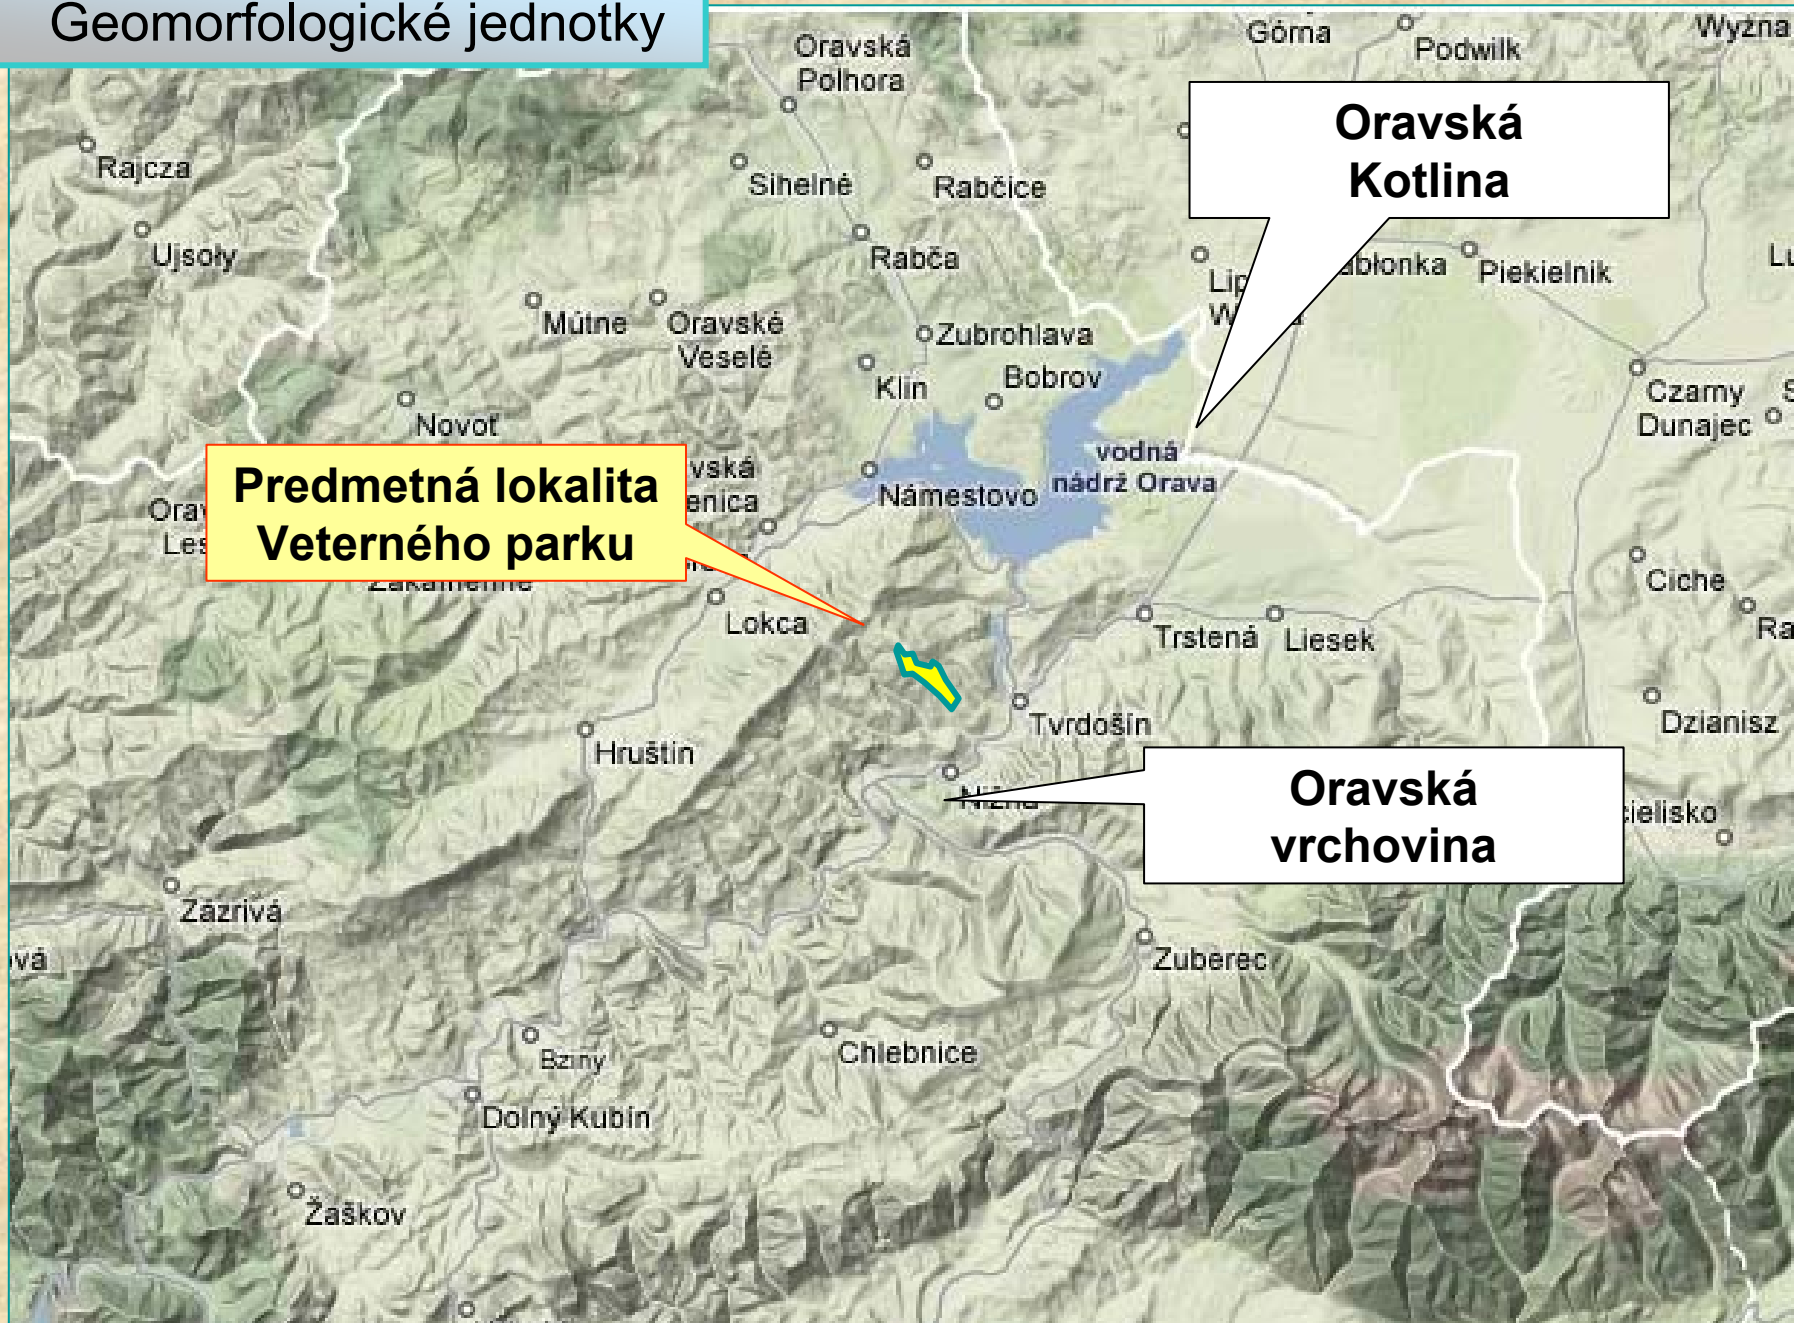 Geomorfologické jednotky
Oravská
Polhora
Górna
Podwilk
Wyżna
Oravská
Kotlina
Rajcza
Sihelné
Rabčice
Ujsoły
Rabča
Piekielnik
Mútne
Oravské
Veselé
Zubrohlava
Klin
Bobrov
Czarny
Dunajec
Novoť
vodná
nádrž Orava
Predmetná lokalita
Veterného parku
Námestovo
Ciche
Lokca
Trstená
Liesek
Tvrdošín
Dzianisz
Hruštín
Oravská
vrchovina
Nižná
Zázrivá
Zuberec
Bziny
Chlebnice
Dolný Kubín
Žaškov